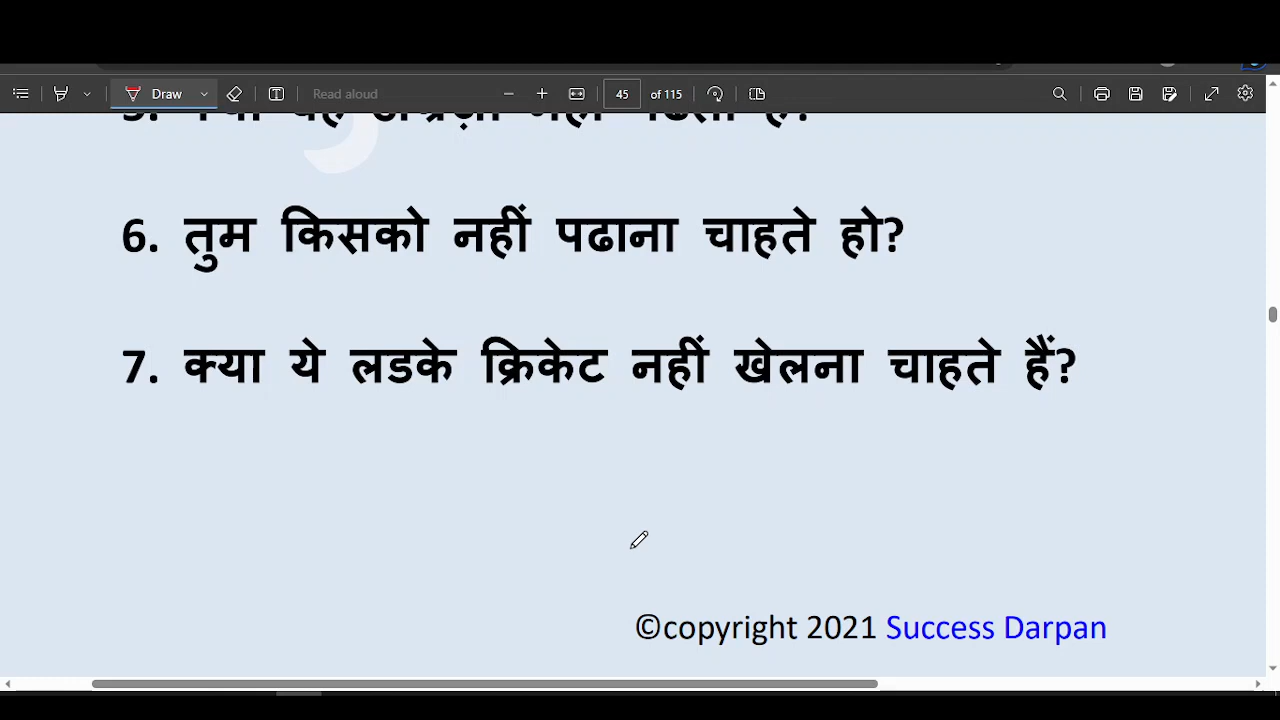 Draw
Read aloud
45 of 115
6. तुम किसको नहीं पढाना चाहते हो?
7. क्या ये लडके क्रिकेट नहीं खेलना चाहते हैं?
©copyright 2021 Success Darpan